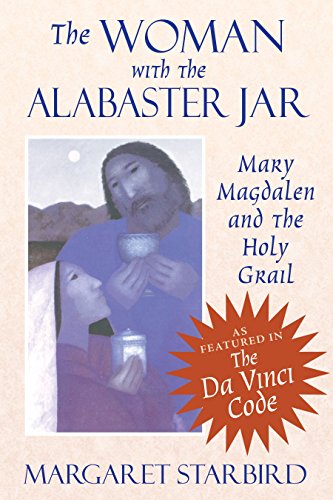 The WOMAN
with the
ALABASTER JAR
Mary
Magdalen
and the
Holy
Grail
AS
FEATURED IN
The
Da Vinci
Code
MARGARET STARBIRD